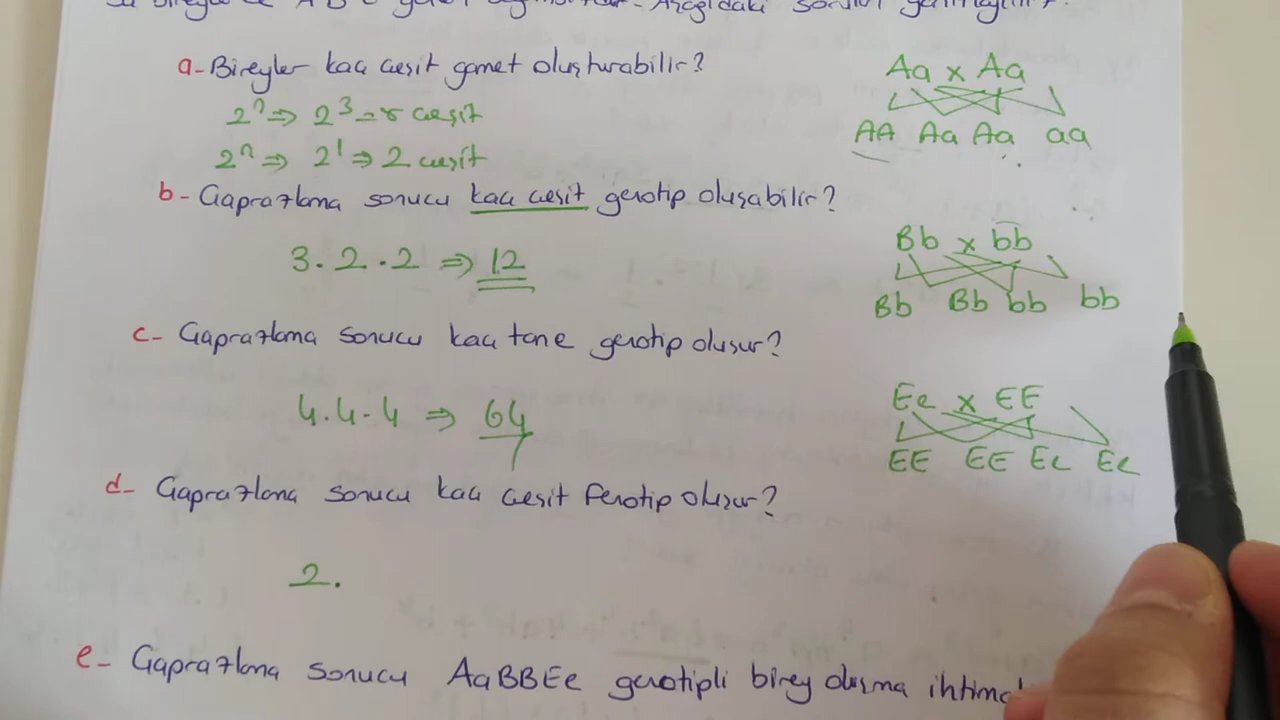 a- Bireyler kaç çeşit gamet oluşturabilir?
2ⁿ ⇒ 2³ = 8 çeşit
2ⁿ ⇒ 2¹ ⇒ 2 çeşit
b- Çaprazlama sonucu kaç çeşit genotip oluşabilir?
3.2.2 ⇒ 12
c- Çaprazlama sonucu kaç tane genotip oluşur?
4.4.4 ⇒ 64
d- Çaprazlama sonucu kaç çeşit fenotip oluşur?
2.
e- Çaprazlama sonucu AaBBEe genotipli birey oluşma
Aa x Aa
AA Aa Aa aa
Bb x bb
Bb Bb bb bb
Ee x EE
EE EE Ee Ee